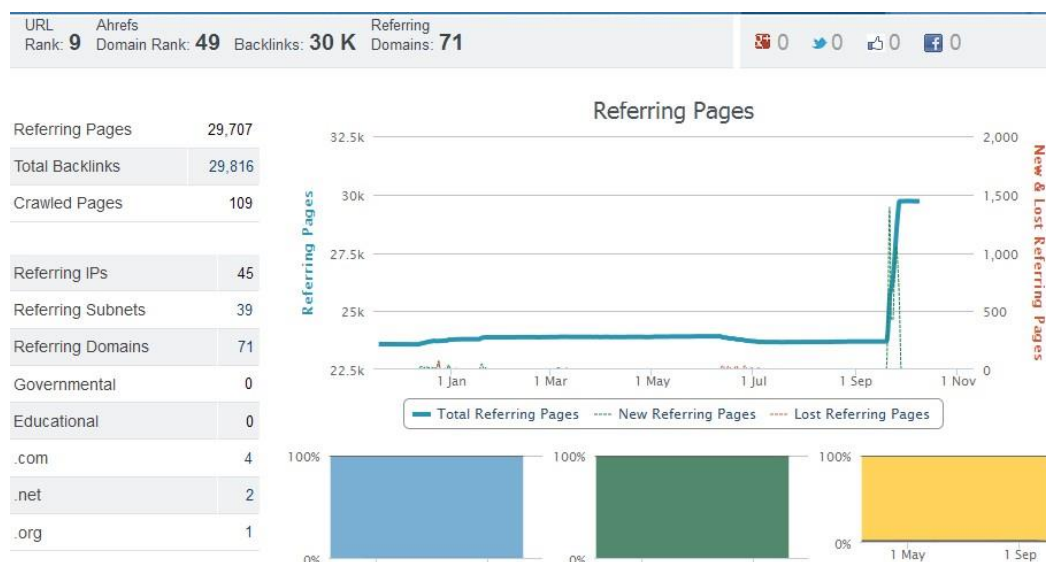 URL Rank: 9
Ahrefs Domain Rank: 49
Backlinks: 30 K
Referring Domains: 71
0 0 0 0
Referring Pages 29,707
Total Backlinks 29,816
Crawled Pages 109
Referring IPs 45
Referring Subnets 39
Referring Domains 71
Governmental 0
Educational 0
.com 4
.net 2
.org 1
Referring Pages
32.5k
30k
27.5k
25k
22.5k
Referring Pages
2,000
1,500
1,000
500
0
New & Lost Referring Pages
1 Jan 1 Mar 1 May 1 Jul 1 Sep 1 Nov
Total Referring Pages New Referring Pages Lost Referring Pages
100% 100% 100%
0% 0% 0%
1 May 1 Sep